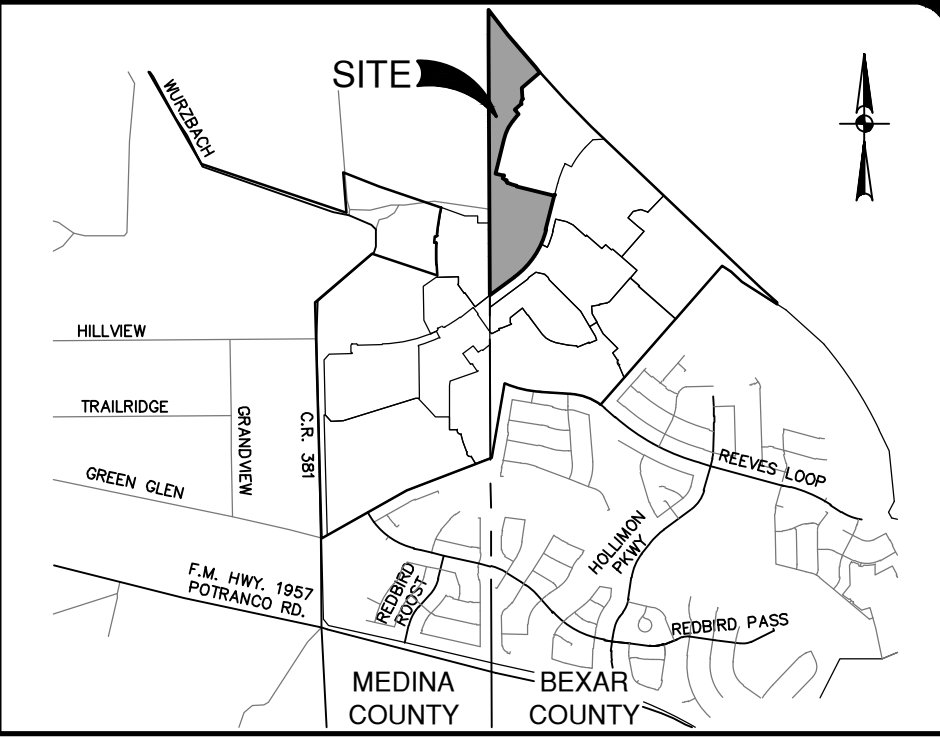 SITE
WURZBACH
HILLVIEW
TRAILRIDGE
GRANDVIEW
C.R. 381
GREEN GLEN
REEVES LOOP
HOLLIMON
PKWY
F.M. HWY. 1957
POTRANCO RD.
REDBIRD
ROOST
REDBIRD PASS
MEDINA
COUNTY
BEXAR
COUNTY